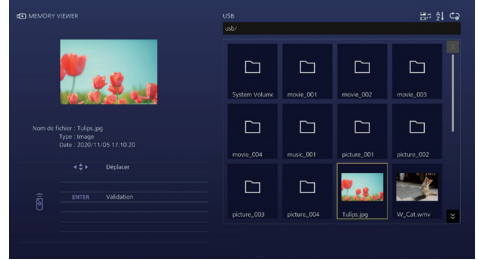 MEMORY VIEWER
Nom de fichier : Tulips.jpg
Type : Image
Date : 2020/11/05 17:10.20
Déplacer
ENTER Validation
USB
usb/
System Volume movie_001 movie_002 movie_003
movie_004 music_001 picture_001 picture_002
picture_003 picture_004 Tulips.jpg W_Cat.wmv